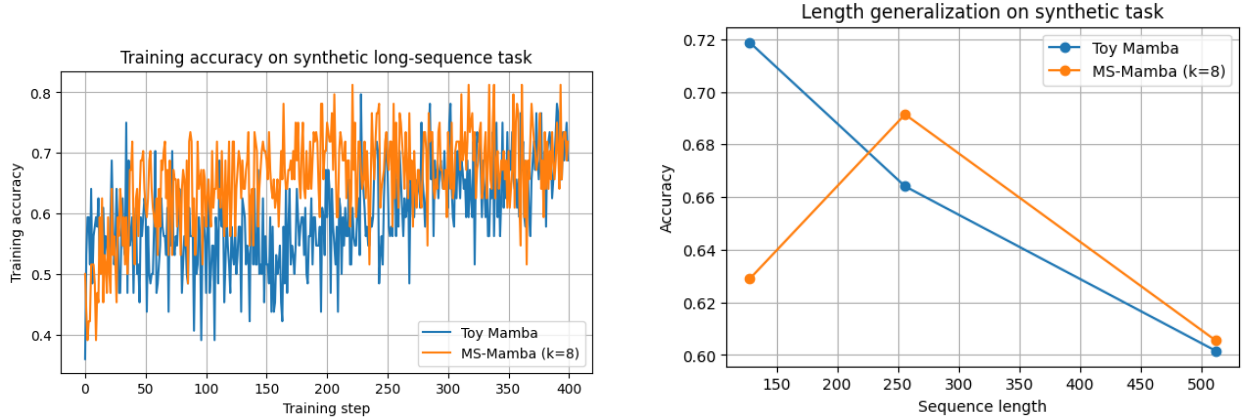 Training accuracy on synthetic long-sequence task
Training accuracy
0.8
0.7
0.6
0.5
0.4
0 50 100 150 200 250 300 350 400
Training step
Toy Mamba
MS-Mamba (k=8)
Length generalization on synthetic task
Accuracy
0.72
0.70
0.68
0.66
0.64
0.62
0.60
150 200 250 300 350 400 450 500
Sequence length
Toy Mamba
MS-Mamba (k=8)